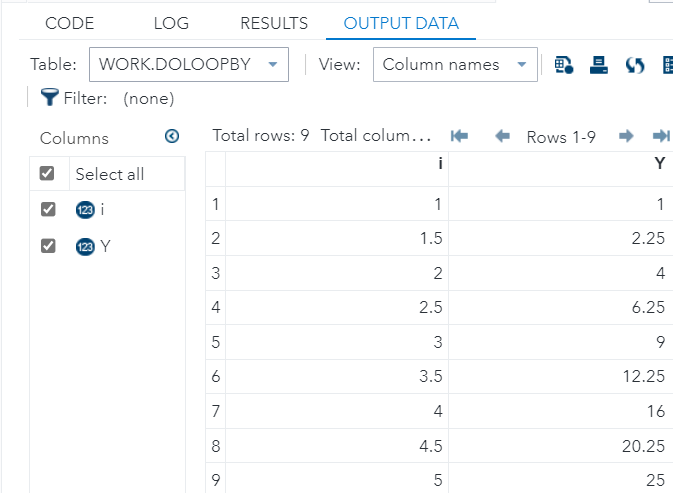 CODE LOG RESULTS OUTPUT DATA
Table: WORK.DOLOOPBY View: Column names
Filter: (none)
Columns Total rows: 9 Total colum... Rows 1-9
Select all i Y
123 i
123 Y
1 1 1
2 1.5 2.25
3 2 4
4 2.5 6.25
5 3 9
6 3.5 12.25
7 4 16
8 4.5 20.25
9 5 25